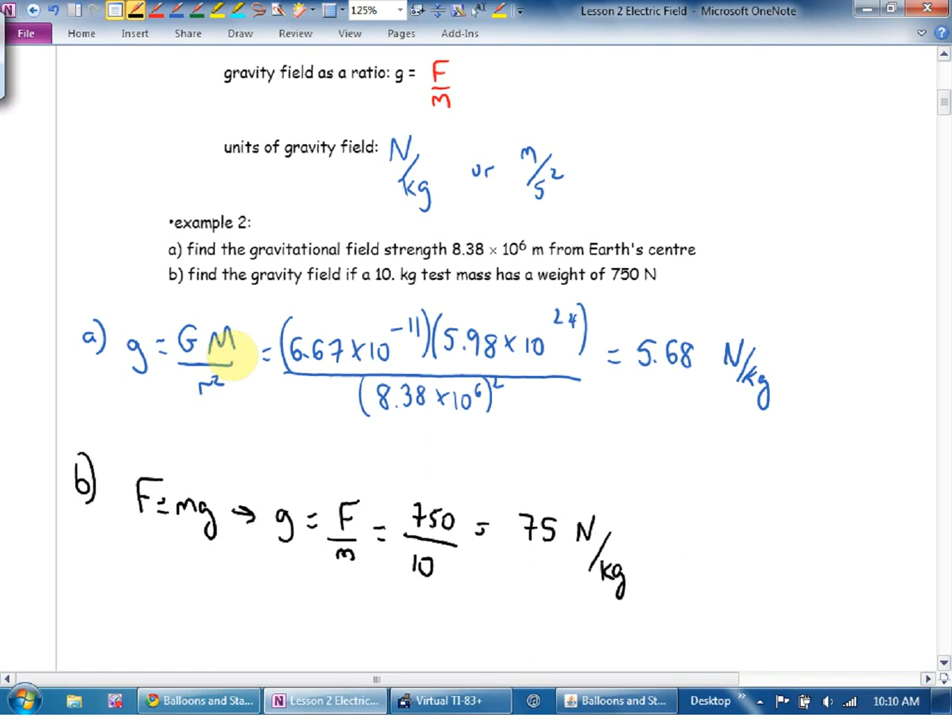 125%
Lesson 2 Electric Field - Microsoft OneNote
File Home Insert Share Draw Review View Pages Add-Ins
gravity field as a ratio: g = F/m
units of gravity field: N/kg or m/s²
•example 2:
a) find the gravitational field strength 8.38 × 10⁶ m from Earth's centre
b) find the gravity field if a 10. kg test mass has a weight of 750 N
a) g = GM/r² = (6.67×10⁻¹¹)(5.98×10²⁴)/(8.38×10⁶)² = 5.68 N/kg
b) F=mg → g = F/m = 750/10 = 75 N/kg
Balloons and Sta... Lesson 2 Electric... Virtual TI-83+ Balloons and St... Desktop 10:10 AM